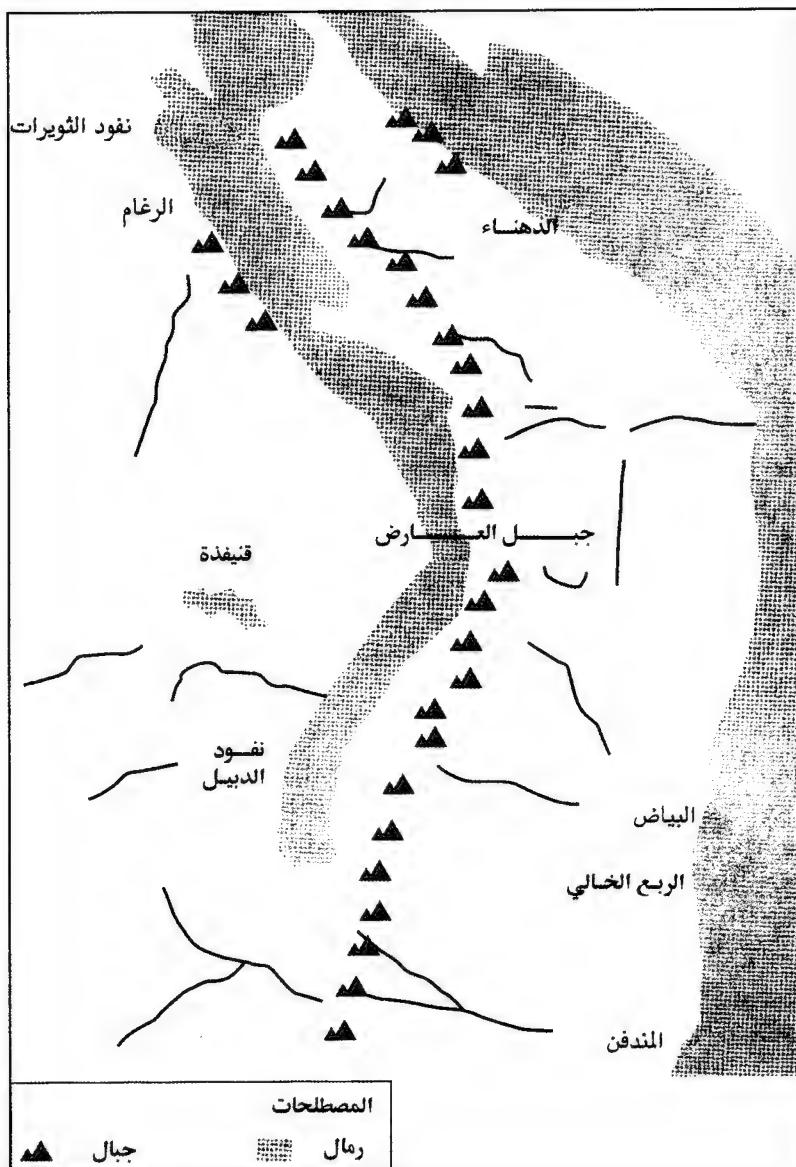 نفود الثويرات
الرغام
الدهناء
جبل العارض
قنيفذة
نفود
الدبيل
البياض
الربع الخالي
المندفن
المصطلحات
رمال
جبال